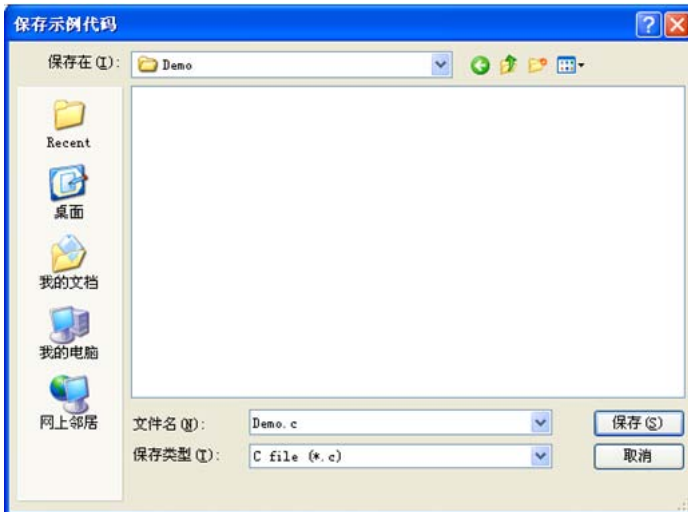 保存示例代码
保存在(I):
Demo
Recent
桌面
我的文档
我的电脑
网上邻居
文件名(N):
Demo.c
保存(S)
保存类型(T):
C file (*.c)
取消